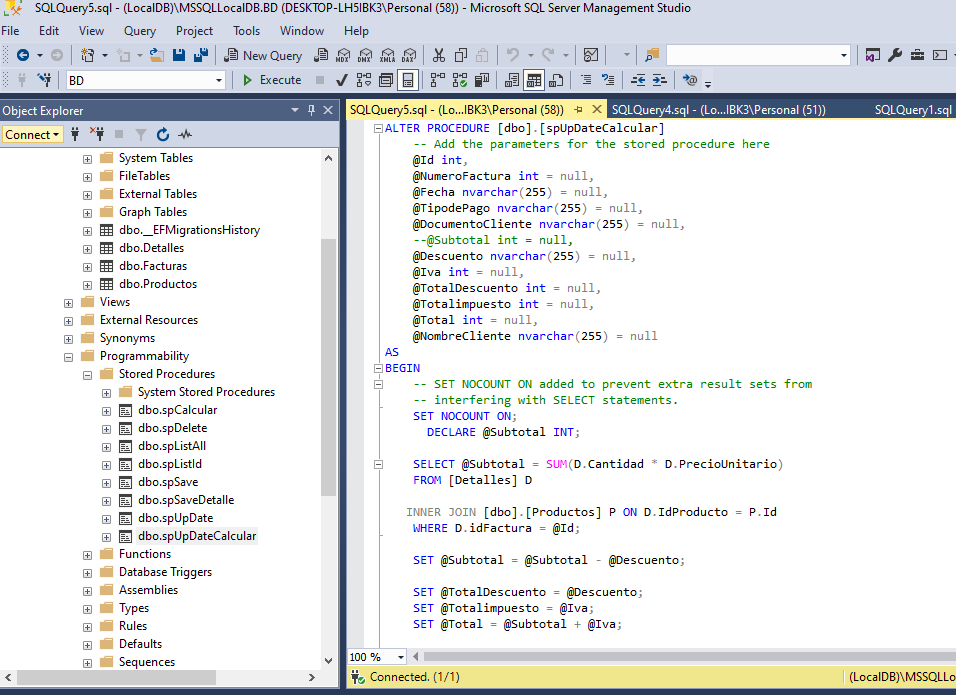 SQLQuery5.sql - (LocalDB)\MSSQLLocalDB.BD (DESKTOP-LH5IBK3\Personal (58)) - Microsoft SQL Server Management Studio
File Edit View Query Project Tools Window Help
New Query MDX DMX XMLA DAX
BD Execute
Object Explorer
Connect
System Tables
FileTables
External Tables
Graph Tables
dbo.__EFMigrationsHistory
dbo.Detalles
dbo.Facturas
dbo.Productos
Views
External Resources
Synonyms
Programmability
Stored Procedures
System Stored Procedures
dbo.spCalcular
dbo.spDelete
dbo.spListAll
dbo.spListId
dbo.spSave
dbo.spSaveDetalle
dbo.spUpDate
dbo.spUpDateCalcular
Functions
Database Triggers
Assemblies
Types
Rules
Defaults
Sequences
SQLQuery5.sql - (Lo...IBK3\Personal (58)) SQLQuery4.sql - (Lo...IBK3\Personal (51)) SQLQuery1.sql
ALTER PROCEDURE [dbo].[spUpDateCalcular]
-- Add the parameters for the stored procedure here
@Id int,
@NumeroFactura int = null,
@Fecha nvarchar(255) = null,
@TipodePago nvarchar(255) = null,
@DocumentoCliente nvarchar(255) = null,
--@Subtotal int = null,
@Descuento nvarchar(255) = null,
@Iva int = null,
@TotalDescuento int = null,
@Totalimpuesto int = null,
@Total int = null,
@NombreCliente nvarchar(255) = null
AS
BEGIN
-- SET NOCOUNT ON added to prevent extra result sets from
-- interfering with SELECT statements.
SET NOCOUNT ON;
DECLARE @Subtotal INT;
SELECT @Subtotal = SUM(D.Cantidad * D.PrecioUnitario)
FROM [Detalles] D
INNER JOIN [dbo].[Productos] P ON D.IdProducto = P.Id
WHERE D.idFactura = @Id;
SET @Subtotal = @Subtotal - @Descuento;
SET @TotalDescuento = @Descuento;
SET @Totalimpuesto = @Iva;
SET @Total = @Subtotal + @Iva;
100 %
Connected. (1/1) (LocalDB)\MSSQLLo